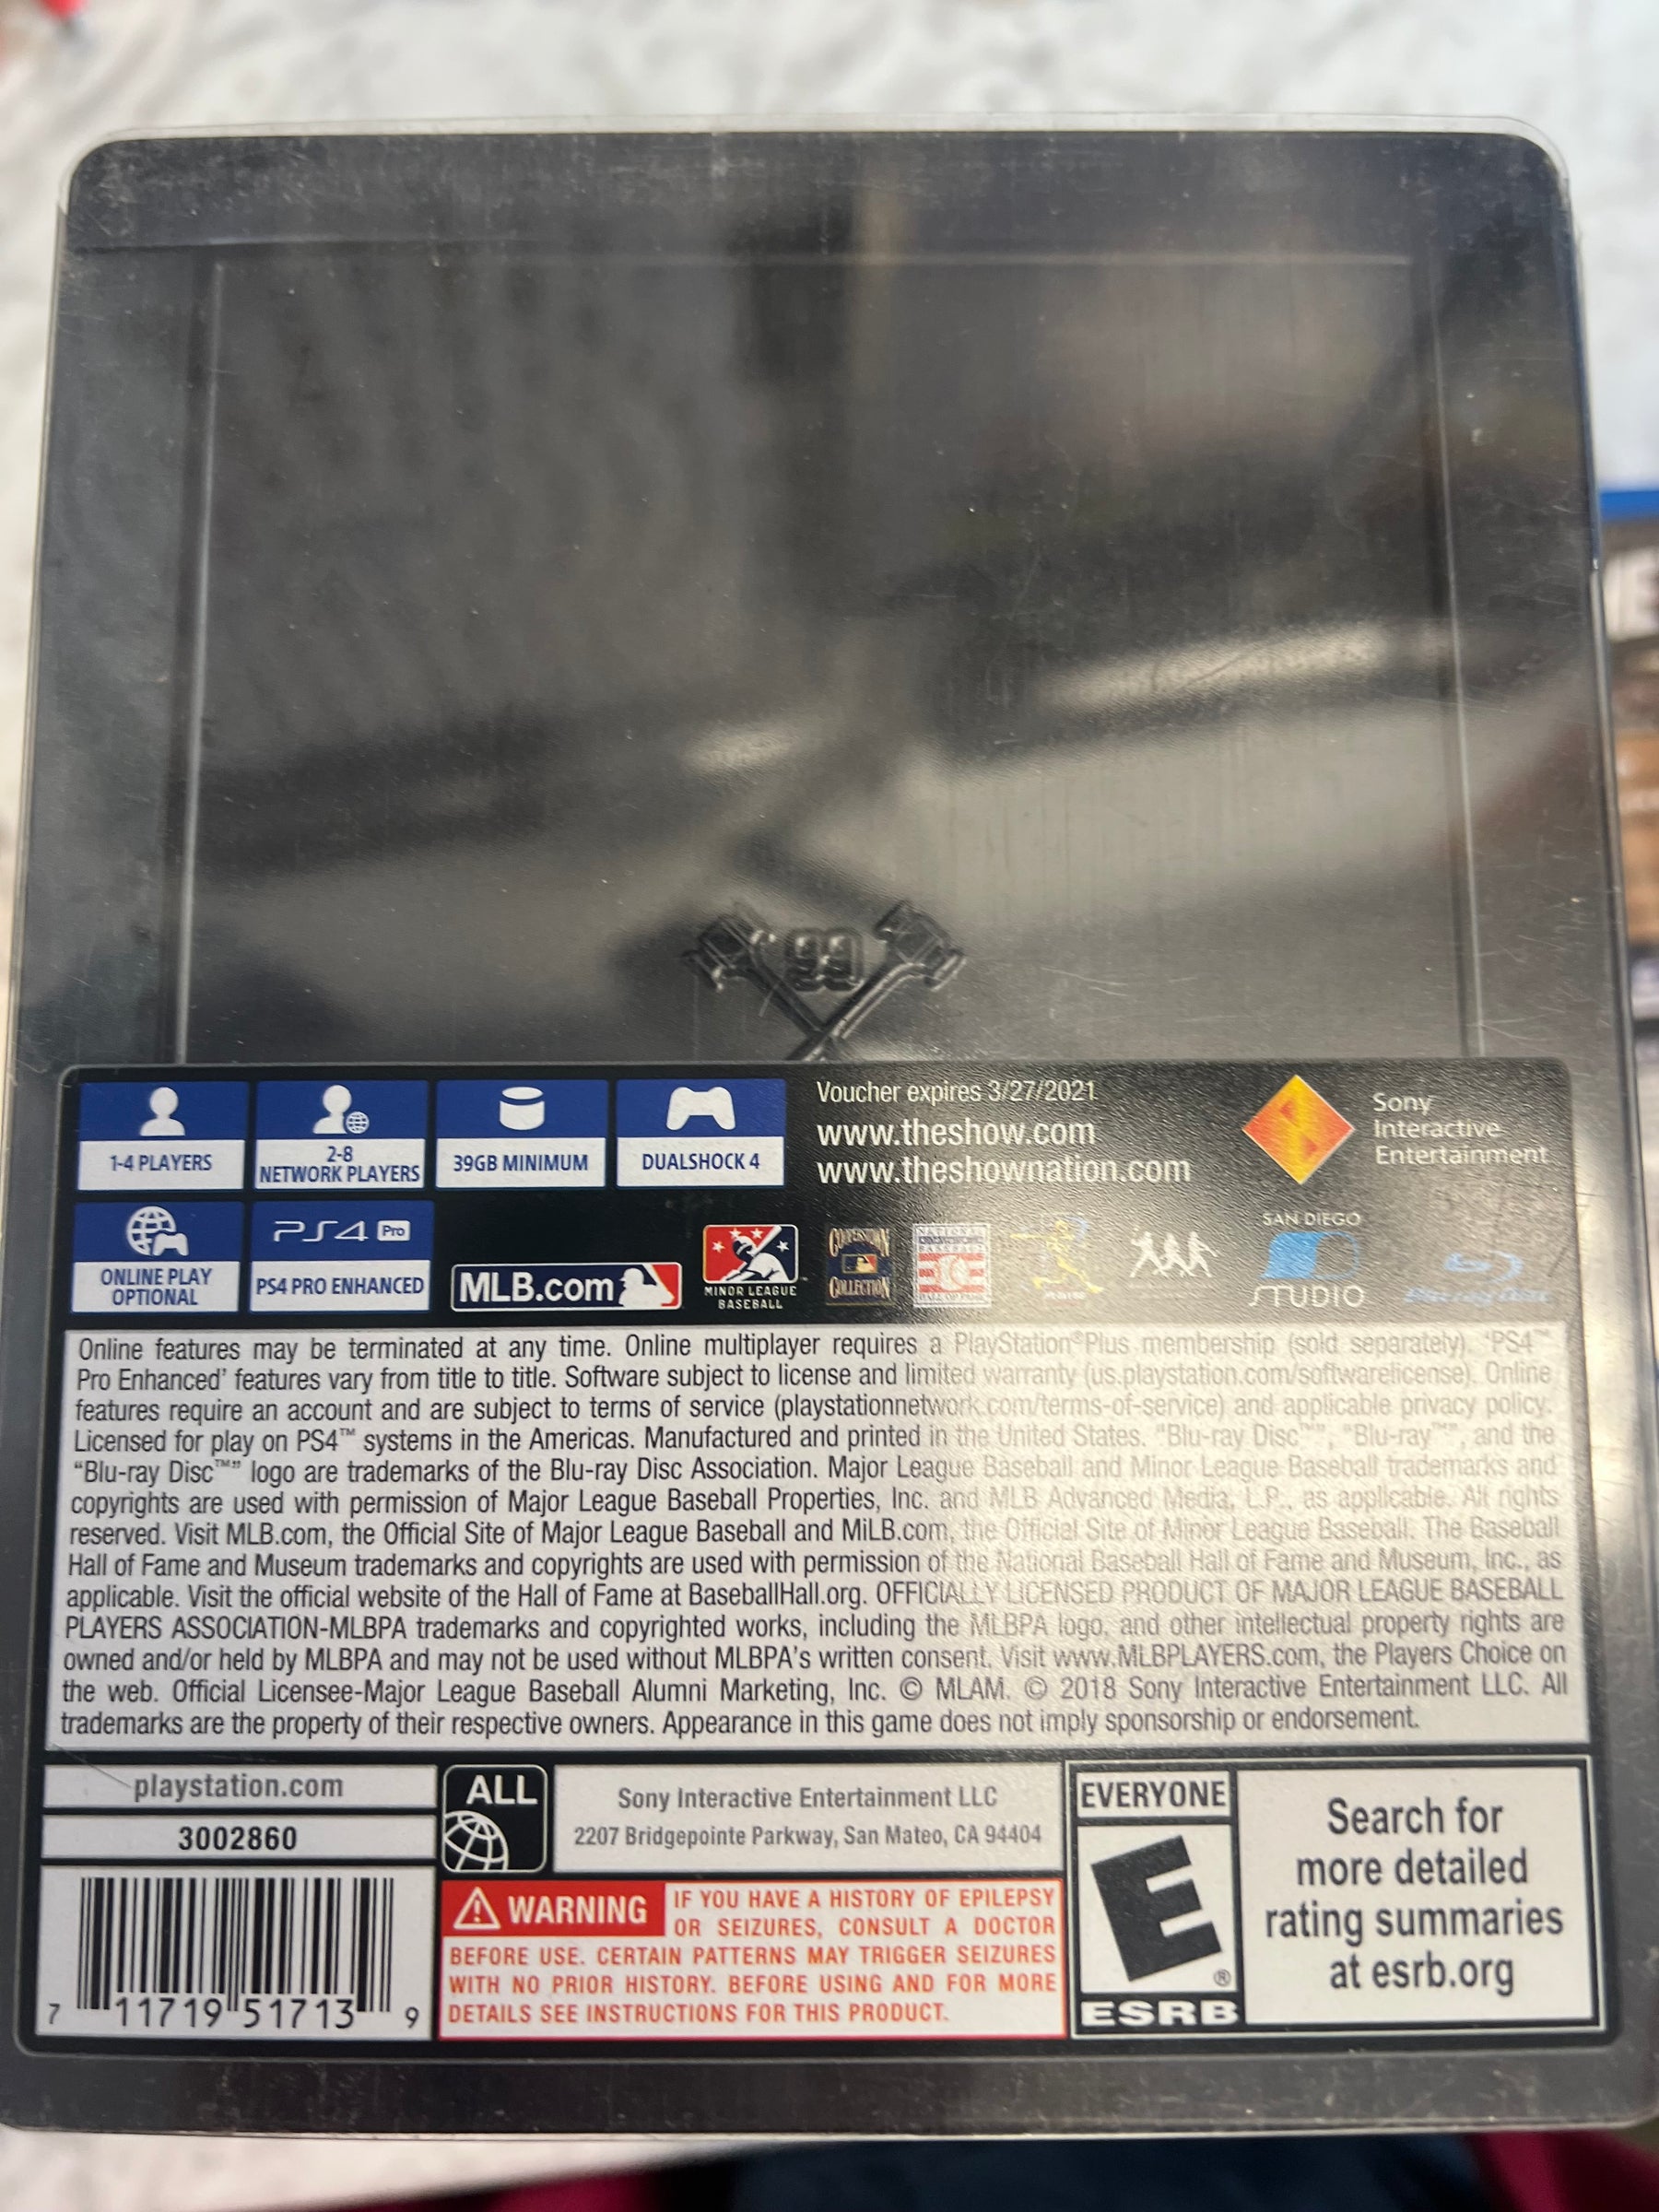 99
1-4 PLAYERS
2-8
NETWORK PLAYERS
39GB MINIMUM
DUALSHOCK 4
Voucher expires 3/27/2021
www.theshow.com
www.theshownation.com
Sony
Interactive
Entertainment
ONLINE PLAY
OPTIONAL
PS4 Pro
PS4 PRO ENHANCED
MLB.com
MINOR LEAGUE
BASEBALL
COOPERSTOWN
COLLECTION
NATIONAL
BASEBALL
HALL OF FAME
SAN DIEGO
STUDIO
Blu-ray Disc
Online features may be terminated at any time. Online multiplayer requires a PlayStation®Plus membership (sold separately). ‘PS4™
Pro Enhanced’ features vary from title to title. Software subject to license and limited warranty (us.playstation.com/softwarelicense). Online
features require an account and are subject to terms of service (playstationnetwork.com/terms-of-service) and applicable privacy policy.
Licensed for play on PS4™ systems in the Americas. Manufactured and printed in the United States. “Blu-ray Disc™”, “Blu-ray™”, and the
“Blu-ray Disc™” logo are trademarks of the Blu-ray Disc Association. Major League Baseball and Minor League Baseball trademarks and
copyrights are used with permission of Major League Baseball Properties, Inc. and MLB Advanced Media, L.P., as applicable. All rights
reserved. Visit MLB.com, the Official Site of Major League Baseball and MiLB.com, the Official Site of Minor League Baseball. The Baseball
Hall of Fame and Museum trademarks and copyrights are used with permission of the National Baseball Hall of Fame and Museum, Inc., as
applicable. Visit the official website of the Hall of Fame at BaseballHall.org. OFFICIALLY LICENSED PRODUCT OF MAJOR LEAGUE BASEBALL
PLAYERS ASSOCIATION-MLBPA trademarks and copyrighted works, including the MLBPA logo, and other intellectual property rights are
owned and/or held by MLBPA and may not be used without MLBPA’s written consent. Visit www.MLBPLAYERS.com, the Players Choice on
the web. Official Licensee-Major League Baseball Alumni Marketing, Inc. © MLAM. © 2018 Sony Interactive Entertainment LLC. All
trademarks are the property of their respective owners. Appearance in this game does not imply sponsorship or endorsement.
playstation.com
3002860
7 11719 51713 9
ALL
Sony Interactive Entertainment LLC
2207 Bridgepointe Parkway, San Mateo, CA 94404
WARNING IF YOU HAVE A HISTORY OF EPILEPSY
OR SEIZURES, CONSULT A DOCTOR
BEFORE USE. CERTAIN PATTERNS MAY TRIGGER SEIZURES
WITH NO PRIOR HISTORY. BEFORE USING AND FOR MORE
DETAILS SEE INSTRUCTIONS FOR THIS PRODUCT.
EVERYONE
E ®
ESRB
Search for
more detailed
rating summaries
at esrb.org